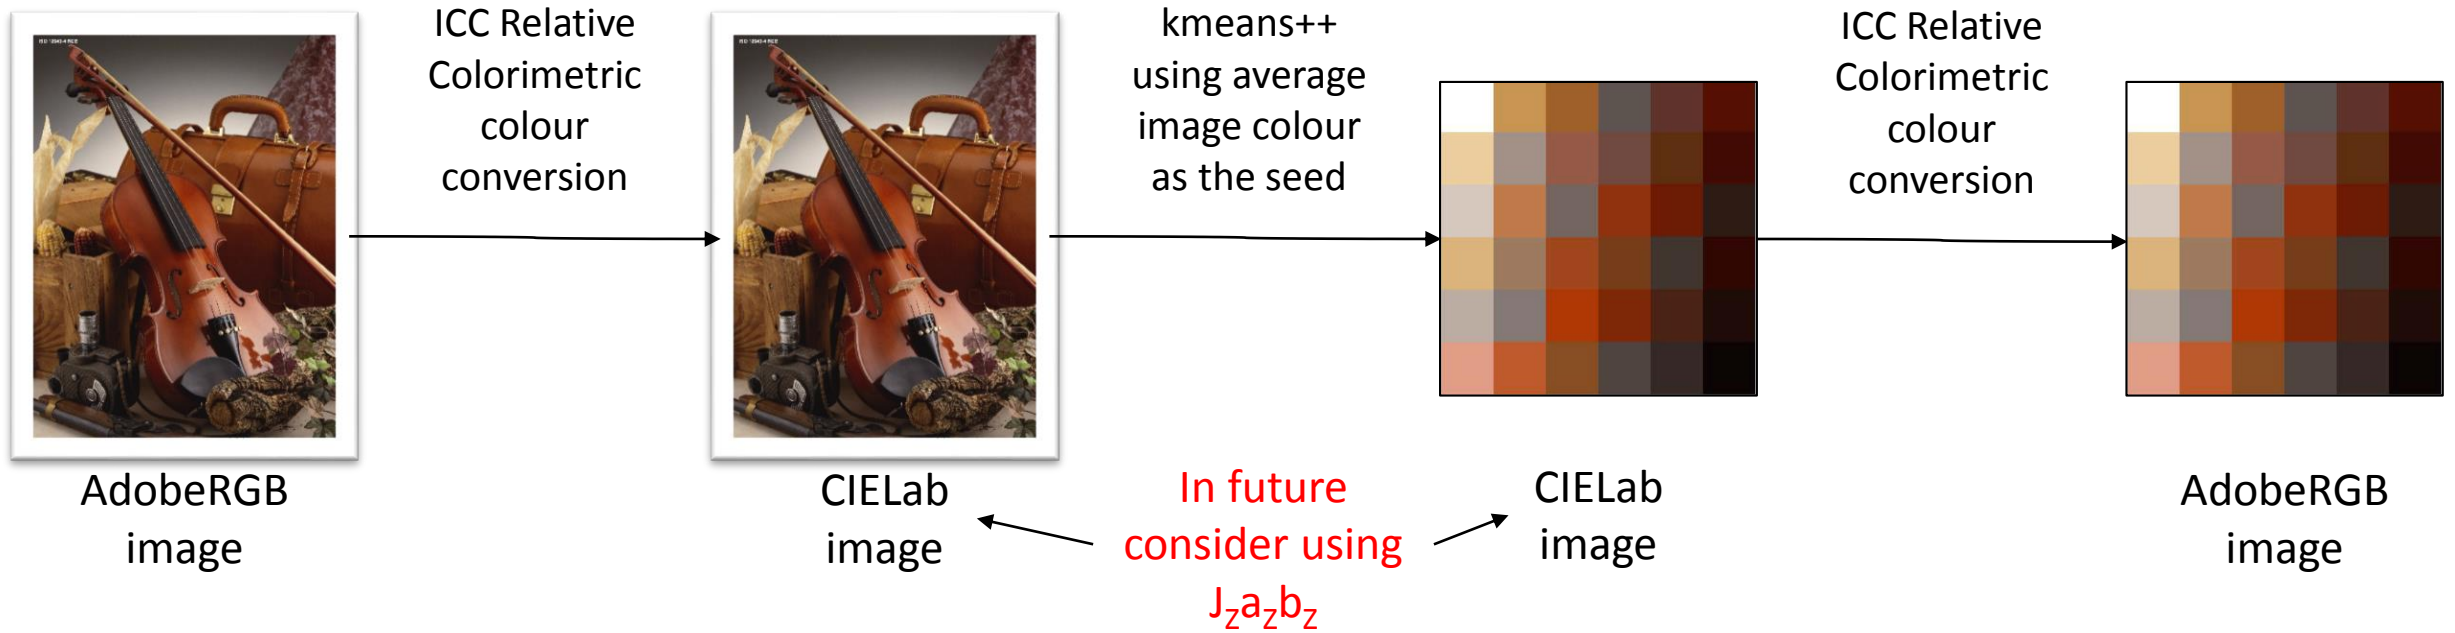 ICC Relative
Colorimetric
colour
conversion
kmeans++
using average
image colour
as the seed
ICC Relative
Colorimetric
colour
conversion
AdobeRGB
image
CIELab
image
In future
consider using
J_za_zb_z
CIELab
image
AdobeRGB
image